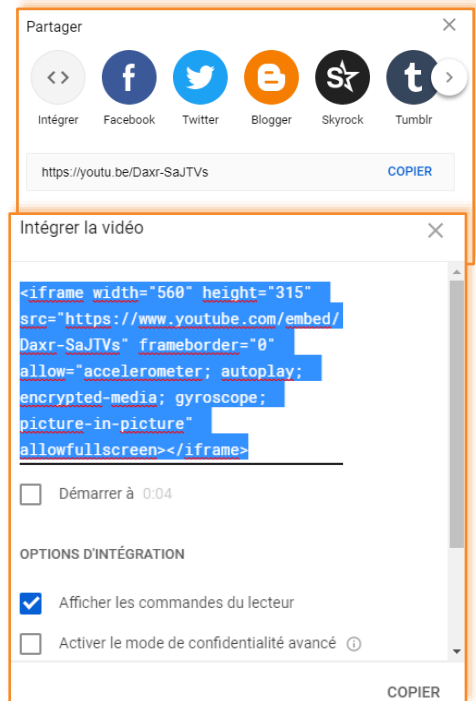 Partager
Intégrer
Facebook
Twitter
Blogger
Skyrock
Tumblr
https://youtu.be/Daxr-SaJTVs COPIER
Intégrer la vidéo
<iframe width="560" height="315"
src="https://www.youtube.com/embed/
Daxr-SaJTVs" frameborder="0"
allow="accelerometer; autoplay;
encrypted-media; gyroscope;
picture-in-picture"
allowfullscreen></iframe>
Démarrer à 0:04
OPTIONS D'INTÉGRATION
Afficher les commandes du lecteur
Activer le mode de confidentialité avancé
COPIER